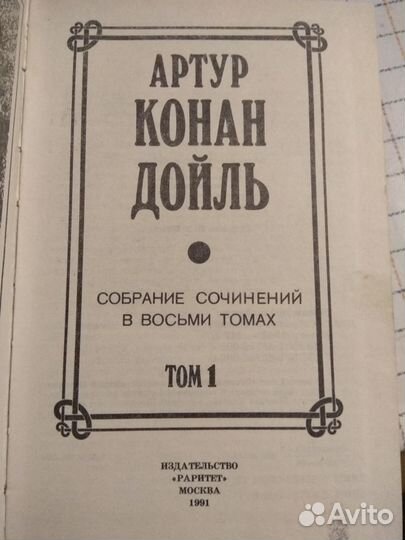 АРТУР
КОНАН
ДОЙЛЬ
СОБРАНИЕ СОЧИНЕНИЙ
В ВОСЬМИ ТОМАХ
ТОМ 1
ИЗДАТЕЛЬСТВО
«РАРИТЕТ»
МОСКВА
1991
Avito